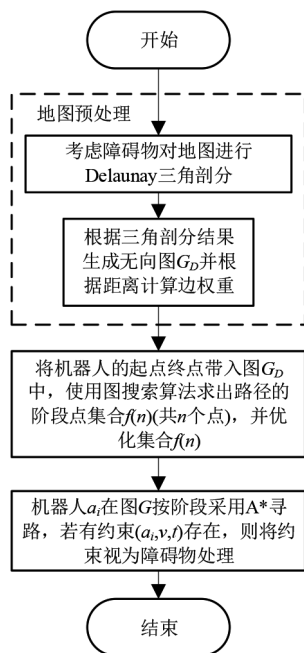 开始
地图预处理
考虑障碍物对地图进行
Delaunay三角剖分
根据三角剖分结果
生成无向图G_D并根
据距离计算边权重
将机器人的起点终点带入图G_D
中，使用图搜索算法求出路径的
阶段点集合f(n)(共n个点)，并优
化集合f(n)
机器人a_i在图G按阶段采用A*寻
路，若有约束(a_i,v,t)存在，则将约
束视为障碍物处理
结束